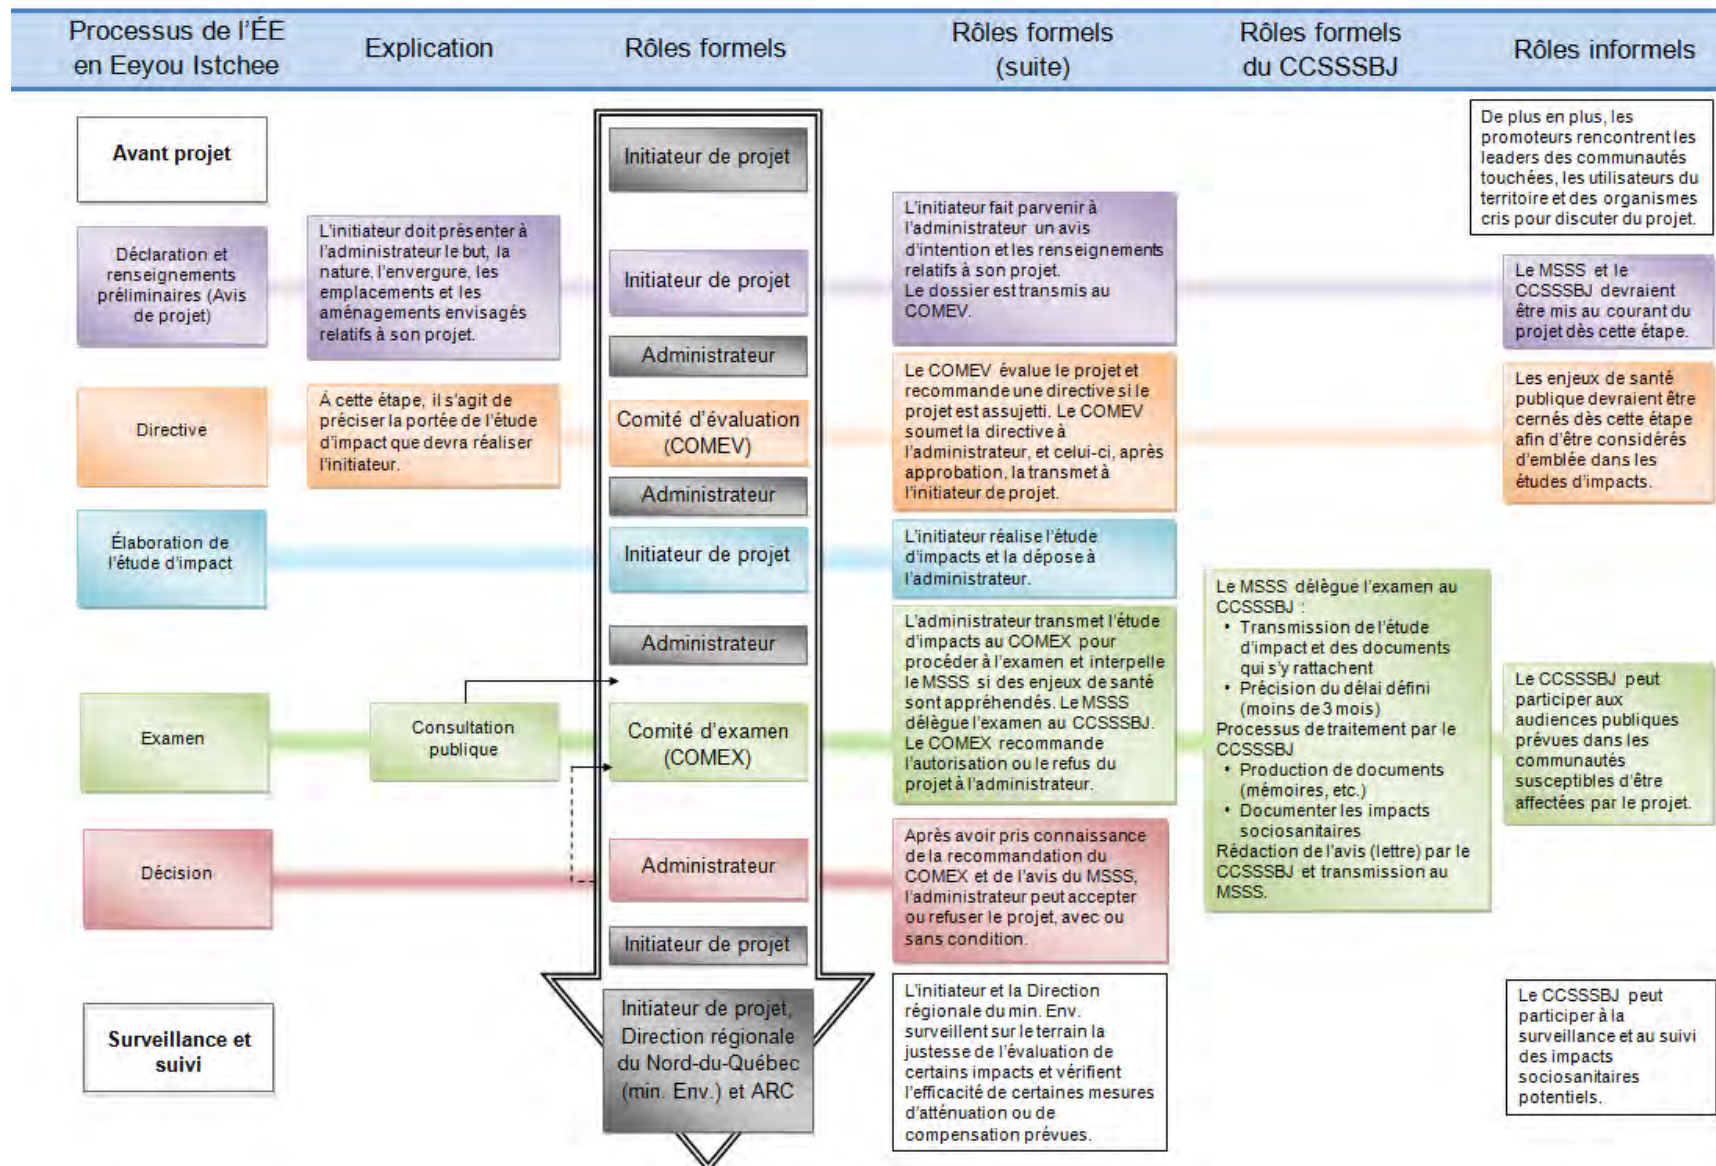 Processus de l'ÉE
en Eeyou Istchee
Explication
Rôles formels
Rôles formels
(suite)
Rôles formels
du CCSSSBJ
Rôles informels
Avant projet
Initiateur de projet
De plus en plus, les
promoteurs rencontrent les
leaders des communautés
touchées, les utilisateurs du
territoire et des organismes
cris pour discuter du projet.
Déclaration et
renseignements
préliminaires (Avis
de projet)
L'initiateur doit présenter à
l'administrateur le but, la
nature, l'envergure, les
emplacements et les
aménagements envisagés
relatifs à son projet.
Initiateur de projet
L'initiateur fait parvenir à
l'administrateur un avis
d'intention et les renseignements
relatifs à son projet.
Le dossier est transmis au
COMEV.
Le MSSS et le
CCSSSBJ devraient
être mis au courant du
projet dès cette étape.
Administrateur
Directive
À cette étape, il s'agit de
préciser la portée de l'étude
d'impact que devra réaliser
l'initiateur.
Comité d'évaluation
(COMEV)
Le COMEV évalue le projet et
recommande une directive si le
projet est assujetti. Le COMEV
soumet la directive à
l'administrateur, et celui-ci, après
approbation, la transmet à
l'initiateur de projet.
Les enjeux de santé
publique devraient être
cernés dès cette étape
afin d'être considérés
d'emblée dans les
études d'impacts.
Administrateur
Élaboration de
l'étude d'impact
Initiateur de projet
L'initiateur réalise l'étude
d'impacts et la dépose à
l'administrateur.
Administrateur
Examen
Consultation
publique
Comité d'examen
(COMEX)
L'administrateur transmet l'étude
d'impacts au COMEX pour
procéder à l'examen et interpelle
le MSSS si des enjeux de santé
sont appréhendés. Le MSSS
délègue l'examen au CCSSSBJ.
Le COMEX recommande
l'autorisation ou le refus du
projet à l'administrateur.
Le MSSS délègue l'examen au
CCSSSBJ :
• Transmission de l'étude
d'impact et des documents
qui s'y rattachent
• Précision du délai défini
(moins de 3 mois)
Processus de traitement par le
CCSSSBJ
• Production de documents
(mémoires, etc.)
• Documenter les impacts
sociosanitaires
Rédaction de l'avis (lettre) par le
CCSSSBJ et transmission au
MSSS.
Le CCSSSBJ peut
participer aux
audiences publiques
prévues dans les
communautés
susceptibles d'être
affectées par le projet.
Décision
Administrateur
Après avoir pris connaissance
de la recommandation du
COMEX et de l'avis du MSSS,
l'administrateur peut accepter
ou refuser le projet, avec ou
sans condition.
Initiateur de projet
Surveillance et
suivi
Initiateur de projet,
Direction régionale
du Nord-du-Québec
(min. Env.) et ARC
L'initiateur et la Direction
régionale du min. Env.
surveillent sur le terrain la
justesse de l'évaluation de
certains impacts et vérifient
l'efficacité de certaines mesures
d'atténuation ou de
compensation prévues.
Le CCSSSBJ peut
participer à la
surveillance et au suivi
des impacts
sociosanitaires
potentiels.